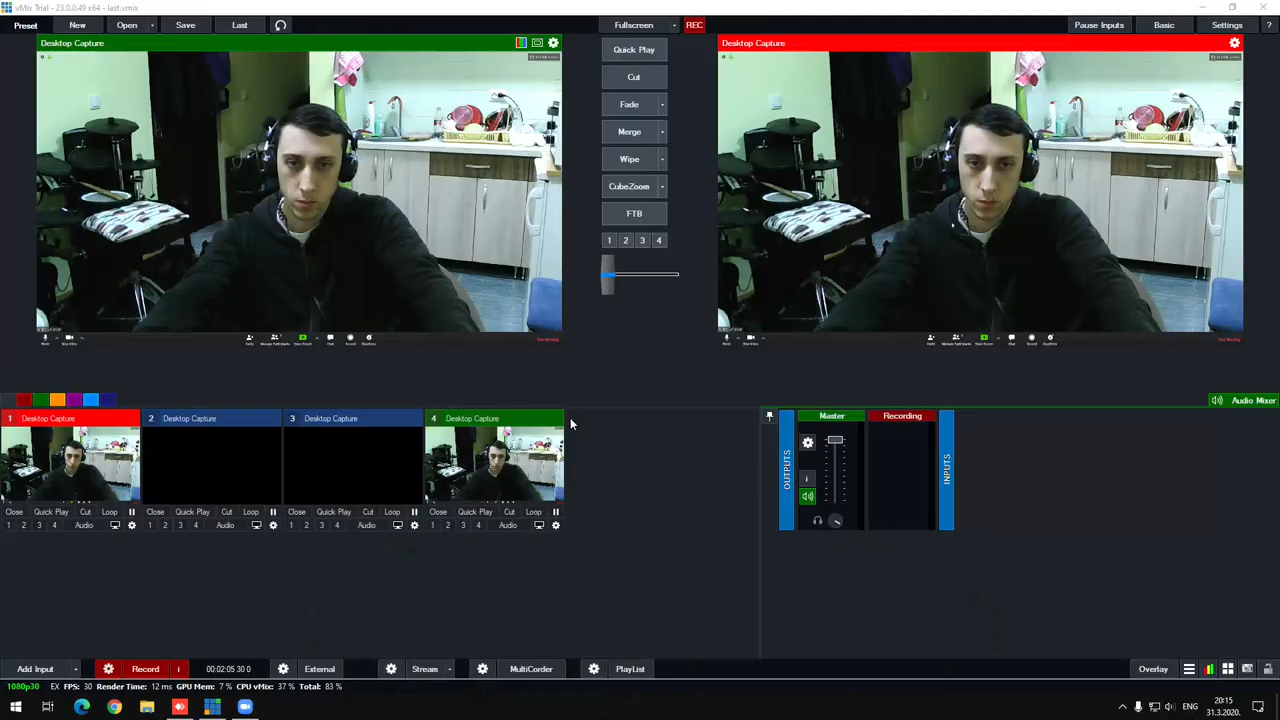 vMix Trial - 23.0.0.49 x64 - last.vmix
Preset New Open Save Last Fullscreen REC Pause Inputs Basic Settings ?
Desktop Capture
Desktop Capture
Quick Play
Cut
Fade
Merge
Wipe
CubeZoom
FTB
1 2 3 4
Audio Mixer
1 Desktop Capture
2 Desktop Capture
3 Desktop Capture
4 Desktop Capture
Close Quick Play Cut Loop
1 2 3 4 Audio
Close Quick Play Cut Loop
1 2 3 4 Audio
Close Quick Play Cut Loop
1 2 3 4 Audio
Close Quick Play Cut Loop
1 2 3 4 Audio
OUTPUTS
Master
Recording
INPUTS
Add Input Record i 00:02:05 30 0 External Stream MultiCorder PlayList Overlay
1080p30 EX FPS: 30 Render Time: 12 ms GPU Mem: 7 % CPU vMix: 37 % Total: 83 %
ENG
20:15
31.3.2020.